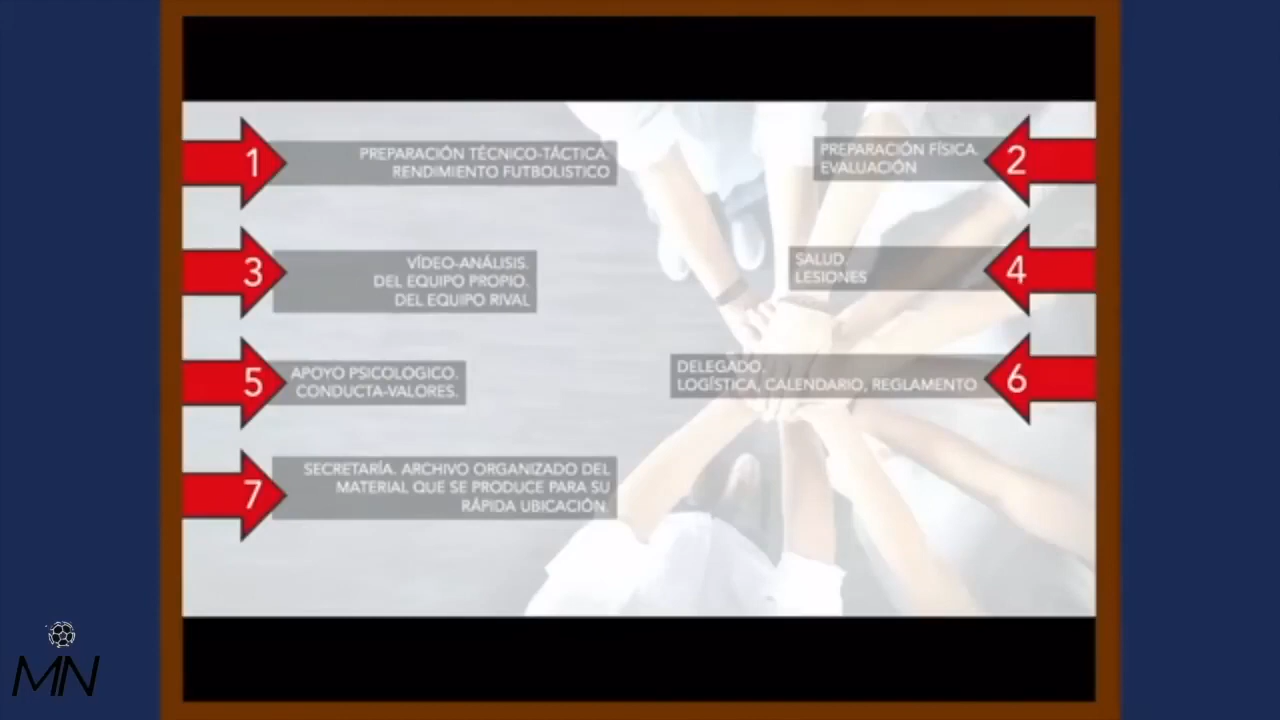 1
PREPARACIÓN TÉCNICO-TÁCTICA.
RENDIMIENTO FUTBOLISTICO
2
PREPARACIÓN FÍSICA.
EVALUACIÓN
3
VÍDEO-ANÁLISIS.
DEL EQUIPO PROPIO.
DEL EQUIPO RIVAL
4
SALUD.
LESIONES
5
APOYO PSICOLOGICO.
CONDUCTA-VALORES.
6
DELEGADO.
LOGÍSTICA, CALENDARIO, REGLAMENTO
7
SECRETARÍA. ARCHIVO ORGANIZADO DEL
MATERIAL QUE SE PRODUCE PARA SU
RÁPIDA UBICACIÓN.
MN